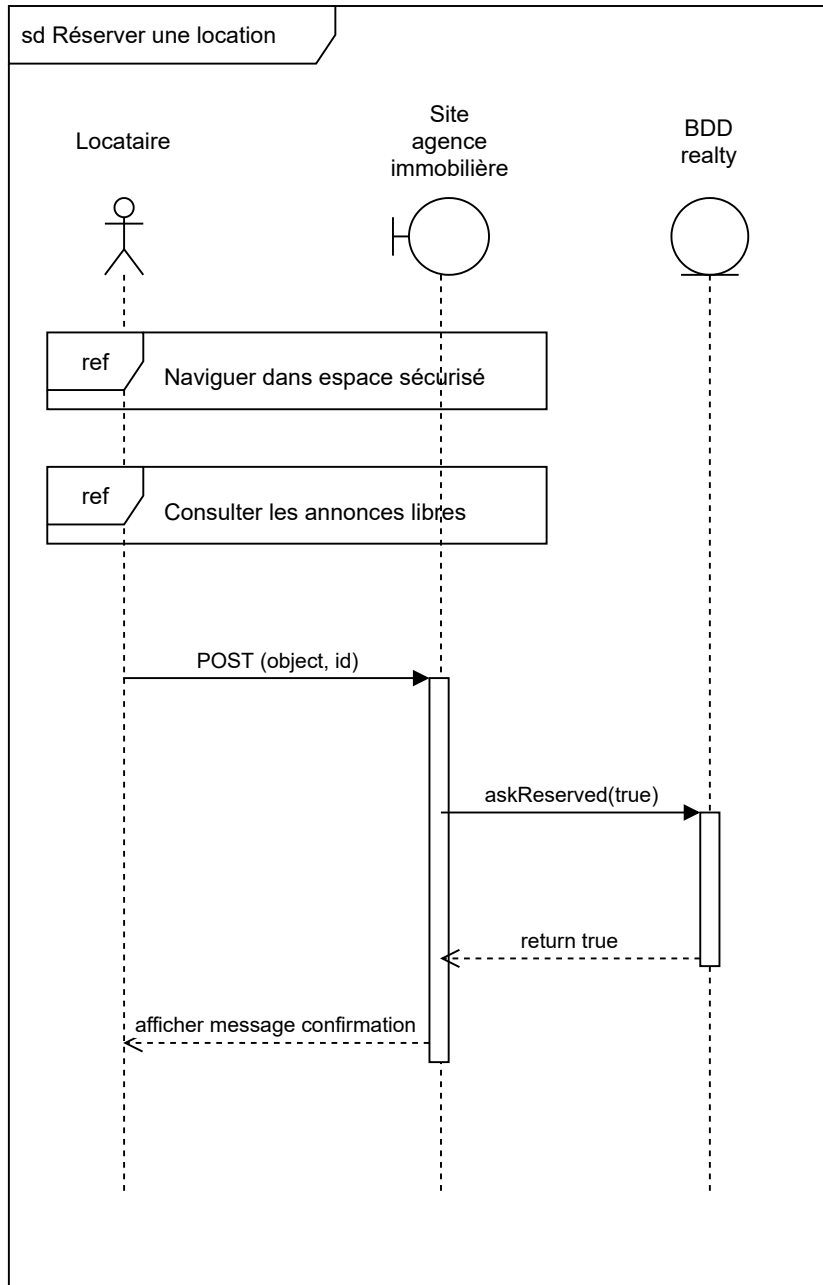 sd Réserver une location
Locataire
Site
agence
immobilière
BDD
realty
ref
Naviguer dans espace sécurisé
ref
Consulter les annonces libres
POST (object, id)
askReserved(true)
return true
afficher message confirmation